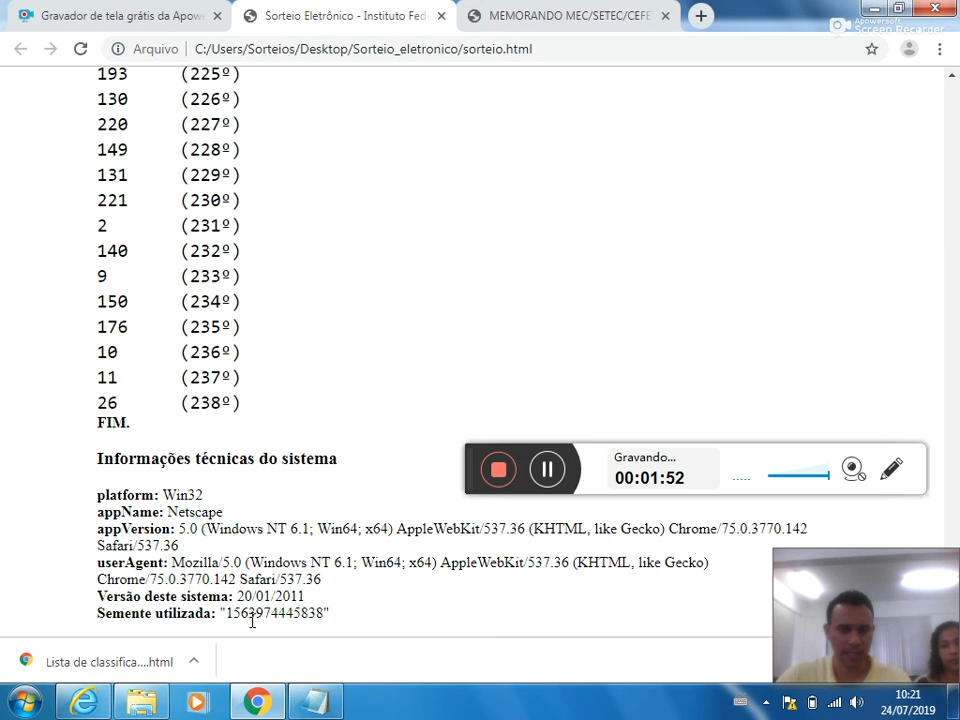 Gravador de tela grátis da Apowe
Sorteio Eletrônico - Instituto Fede
MEMORANDO MEC/SETEC/CEFE
Apowersoft
Screen Recorder
Arquivo
C:/Users/Sorteios/Desktop/Sorteio_eletronico/sorteio.html
193 (225º)
130 (226º)
220 (227º)
149 (228º)
131 (229º)
221 (230º)
2 (231º)
140 (232º)
9 (233º)
150 (234º)
176 (235º)
10 (236º)
11 (237º)
26 (238º)
FIM.
Informações técnicas do sistema
Gravando...
00:01:52
platform: Win32
appName: Netscape
appVersion: 5.0 (Windows NT 6.1; Win64; x64) AppleWebKit/537.36 (KHTML, like Gecko) Chrome/75.0.3770.142
Safari/537.36
userAgent: Mozilla/5.0 (Windows NT 6.1; Win64; x64) AppleWebKit/537.36 (KHTML, like Gecko)
Chrome/75.0.3770.142 Safari/537.36
Versão deste sistema: 20/01/2011
Semente utilizada: "1563974445838"
Lista de classifica....html
10:21
24/07/2019